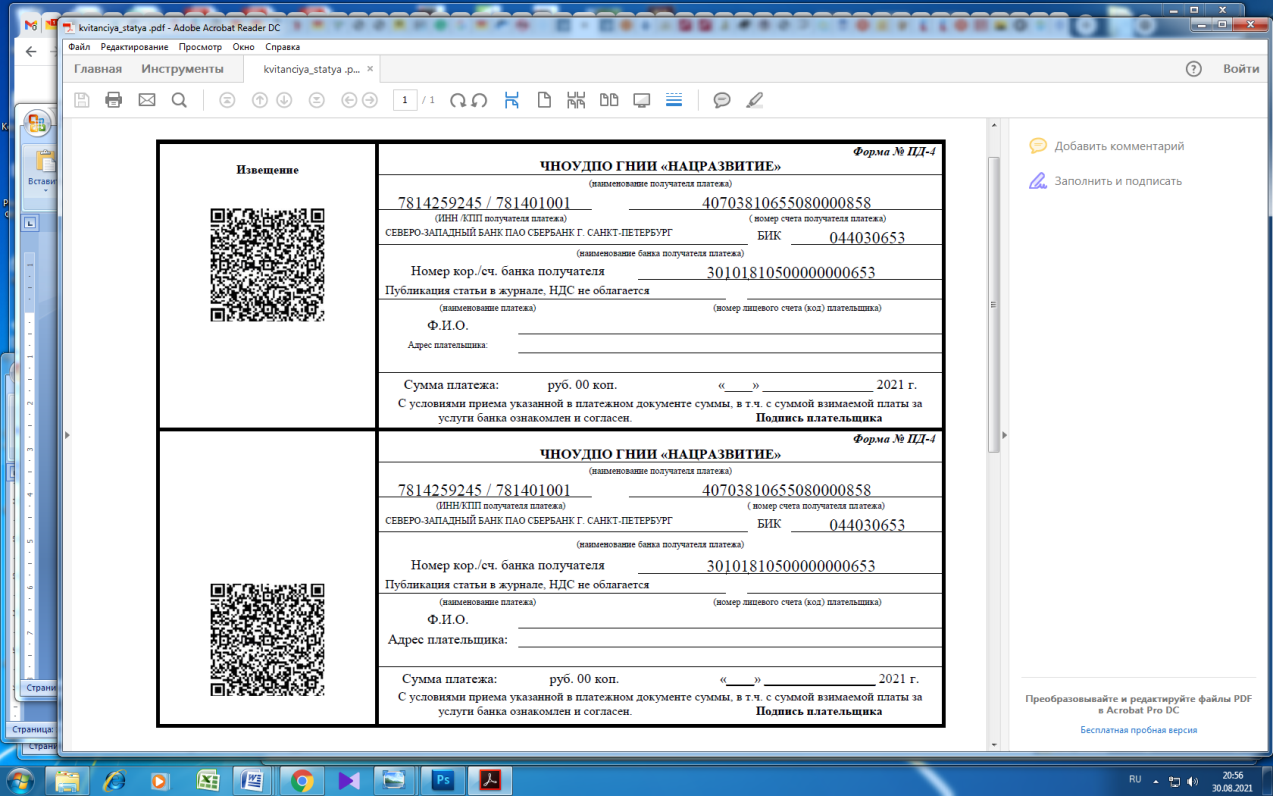 kvitanciya_statya .pdf - Adobe Acrobat Reader DC
Файл Редактирование Просмотр Окно Справка
Главная Инструменты kvitanciya_statya .p... × Войти
1 / 1
Добавить комментарий
Заполнить и подписать
Форма № ПД-4
Извещение
ЧНОУДПО ГНИИ «НАЦРАЗВИТИЕ»
(наименование получателя платежа)
7814259245 / 781401001 40703810655080000858
(ИНН /КПП получателя платежа) ( номер счета получателя платежа)
СЕВЕРО-ЗАПАДНЫЙ БАНК ПАО СБЕРБАНК Г. САНКТ-ПЕТЕРБУРГ БИК 044030653
(наименование банка получателя платежа)
Номер кор./сч. банка получателя 30101810500000000653
Публикация статьи в журнале, НДС не облагается
(наименование платежа) (номер лицевого счета (код) плательщика)
Ф.И.О.
Адрес плательщика:
Сумма платежа: руб. 00 коп. «____» ________________ 2021 г.
С условиями приема указанной в платежном документе суммы, в т.ч. с суммой взимаемой платы за
услуги банка ознакомлен и согласен. Подпись плательщика
Форма № ПД-4
ЧНОУДПО ГНИИ «НАЦРАЗВИТИЕ»
(наименование получателя платежа)
7814259245 / 781401001 40703810655080000858
(ИНН/КПП получателя платежа) ( номер счета получателя платежа)
СЕВЕРО-ЗАПАДНЫЙ БАНК ПАО СБЕРБАНК Г. САНКТ-ПЕТЕРБУРГ БИК 044030653
(наименование банка получателя платежа)
Номер кор./сч. банка получателя 30101810500000000653
Публикация статьи в журнале, НДС не облагается
(наименование платежа) (номер лицевого счета (код) плательщика)
Ф.И.О.
Адрес плательщика:
Сумма платежа: руб. 00 коп. «____» ________________ 2021 г.
С условиями приема указанной в платежном документе суммы, в т.ч. с суммой взимаемой платы за
услуги банка ознакомлен и согласен. Подпись плательщика
Преобразовывайте и редактируйте файлы PDF
в Acrobat Pro DC
Бесплатная пробная версия
Встави
Страни
Страница:
Страни
Ps
RU 20:56
30.08.2021